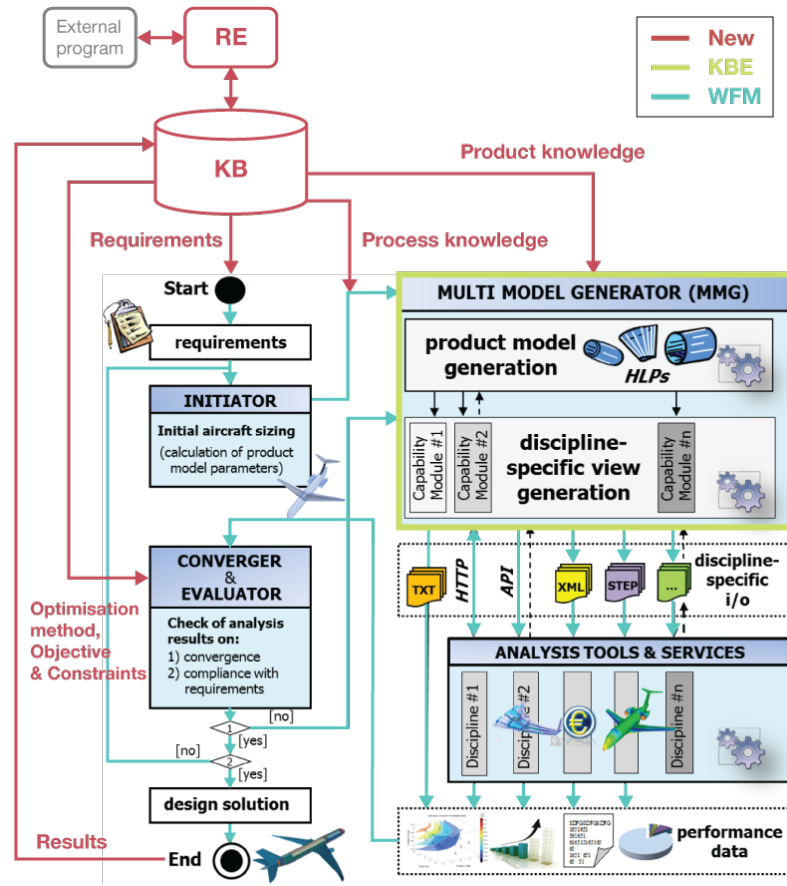 External
program
RE
New
KBE
WFM
KB
Product knowledge
Requirements
Process knowledge
Start
requirements
INITIATOR
Initial aircraft sizing
(calculation of product
model parameters)
MULTI MODEL GENERATOR (MMG)
product model
generation
HLPs
Capability
Module #1
Capability
Module #2
discipline-
specific view
generation
Capability
Module #n
CONVERGER
&
EVALUATOR
Check of analysis
results on:
1) convergence
2) compliance with
requirements
Optimisation
method,
Objective
& Constraints
TXT
HTTP
API
XML
STEP
...
discipline-
specific
i/o
ANALYSIS TOOLS & SERVICES
Discipline #1
Discipline #2
€
Discipline #n
1
[no]
[yes]
2
[no]
[yes]
design solution
End
Results
performance
data